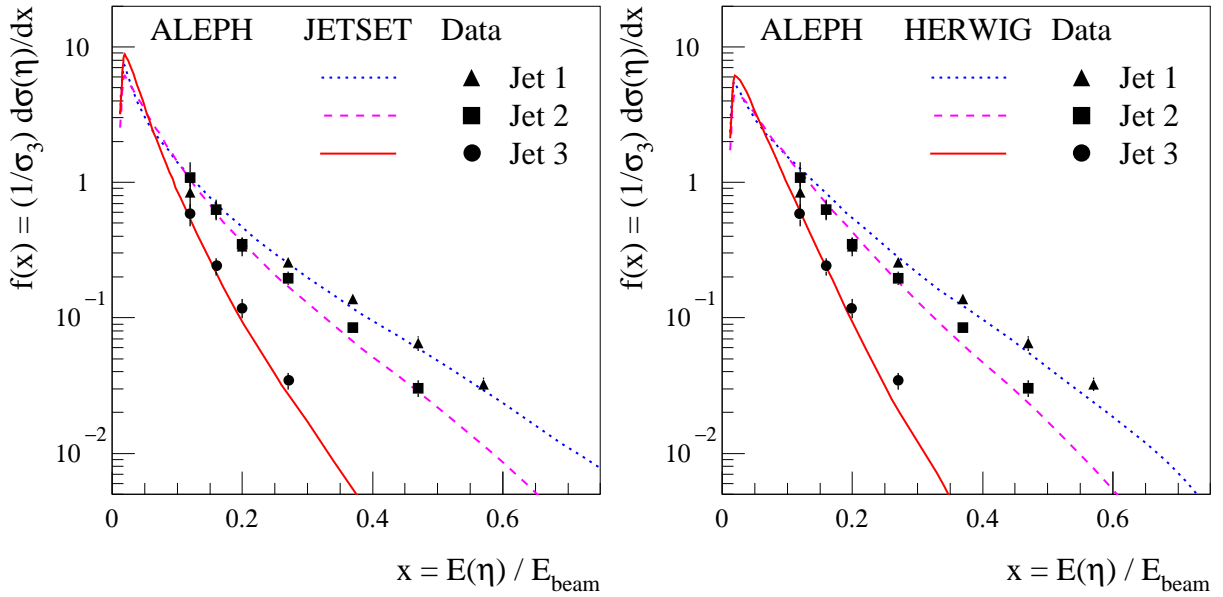 ALEPH JETSET Data
Jet 1
Jet 2
Jet 3
f(x) = (1/σ₃) dσ(η)/dx
10
1
10⁻¹
10⁻²
0 0.2 0.4 0.6
x = E(η) / E_beam
ALEPH HERWIG Data
Jet 1
Jet 2
Jet 3
f(x) = (1/σ₃) dσ(η)/dx
10
1
10⁻¹
10⁻²
0 0.2 0.4 0.6
x = E(η) / E_beam